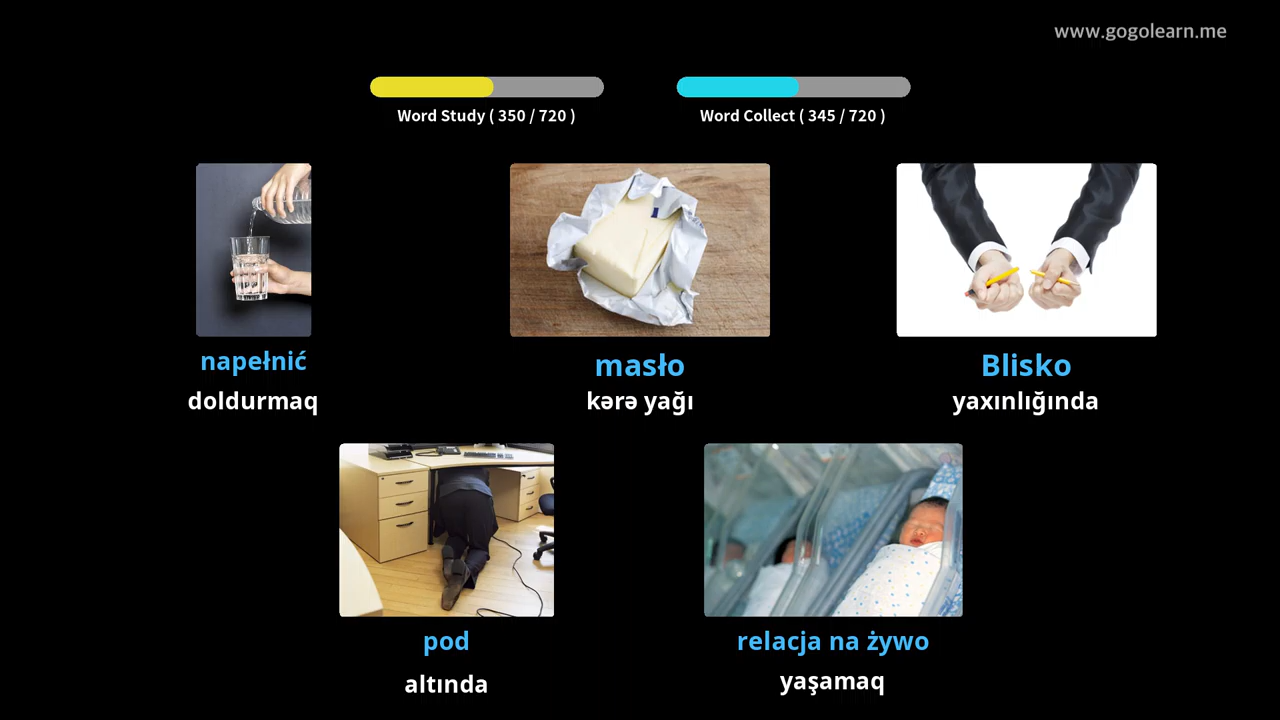 www.gogolearn.me
Word Study ( 350 / 720 )
Word Collect ( 345 / 720 )
napełnić
doldurmaq
masło
kərə yağı
Blisko
yaxınlığında
pod
altında
relacja na żywo
yaşamaq